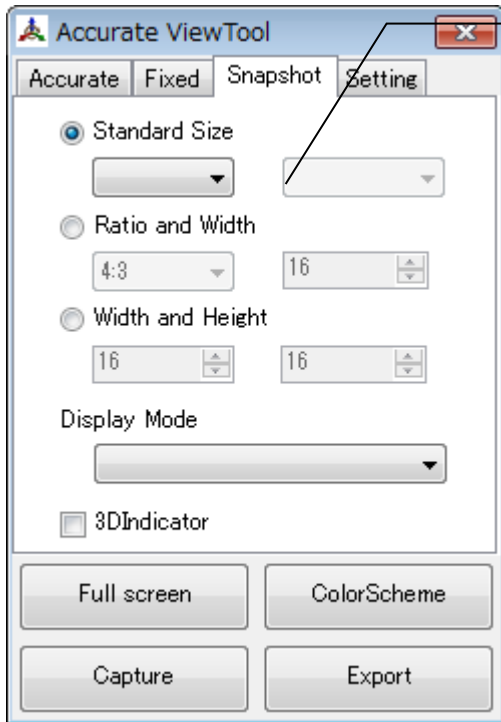 Accurate ViewTool
Accurate Fixed Snapshot Setting
Standard Size
Ratio and Width
4:3 16
Width and Height
16 16
Display Mode
3DIndicator
Full screen ColorScheme
Capture Export